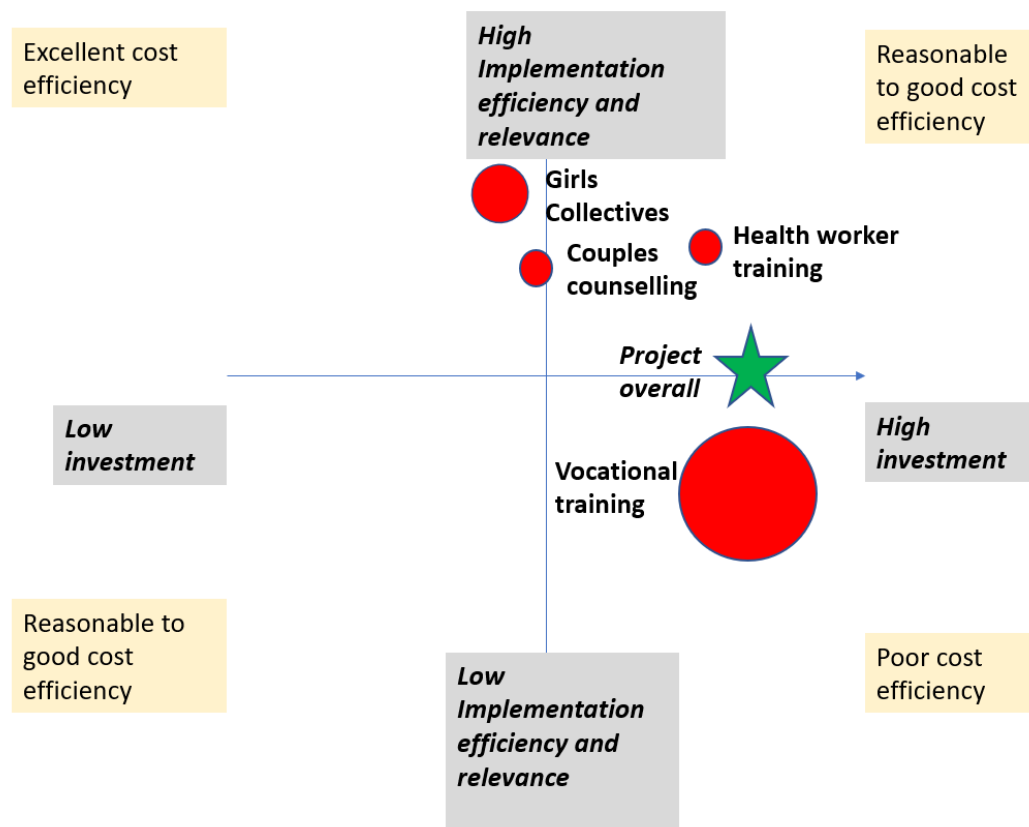 Excellent cost
efficiency
High
Implementation
efficiency and
relevance
Reasonable
to good cost
efficiency
Girls
Collectives
Couples
counselling
Health worker
training
Project
overall
Low
investment
High
investment
Vocational
training
Reasonable to
good cost
efficiency
Low
Implementation
efficiency and
relevance
Poor cost
efficiency